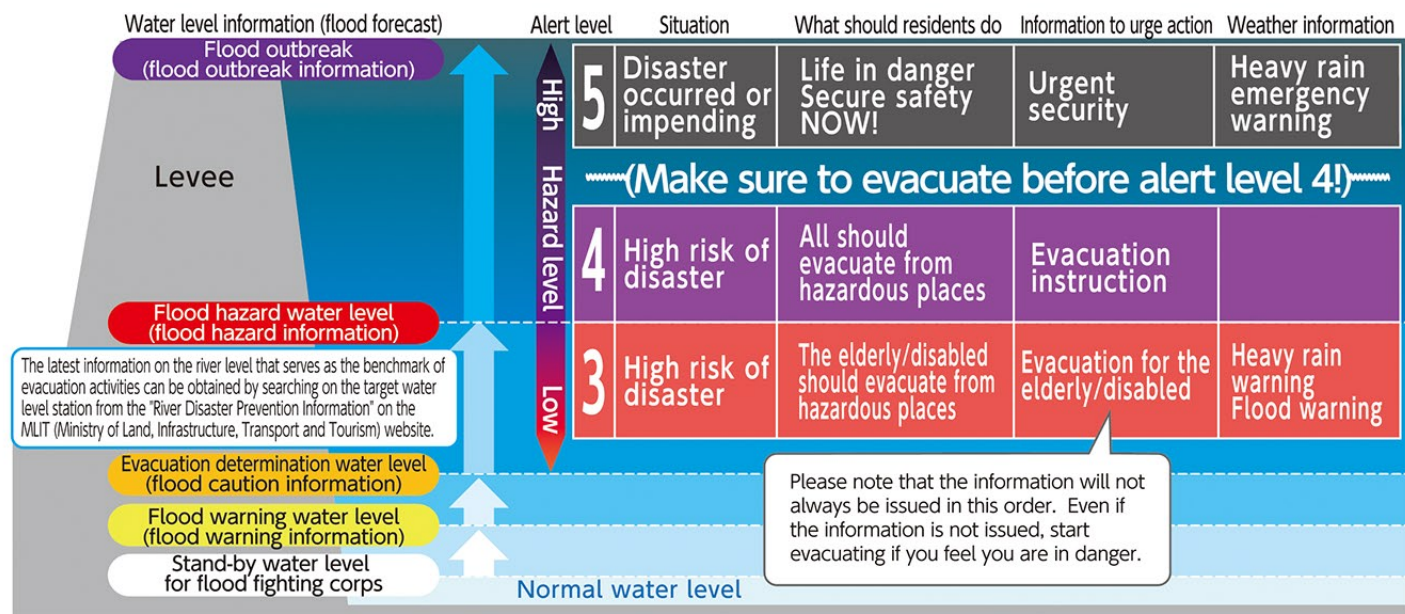 Water level information (flood forecast)
Alert level
Situation
What should residents do
Information to urge action
Weather information
Flood outbreak
(flood outbreak information)
Levee
High
Hazard level
Low
5
Disaster
occurred or
impending
Life in danger
Secure safety
NOW!
Urgent
security
Heavy rain
emergency
warning
(Make sure to evacuate before alert level 4!)
4
High risk of
disaster
All should
evacuate from
hazardous places
Evacuation
instruction
Flood hazard water level
(flood hazard information)
3
High risk of
disaster
The elderly/disabled
should evacuate from
hazardous places
Evacuation for the
elderly/disabled
Heavy rain
warning
Flood warning
The latest information on the river level that serves as the benchmark of
evacuation activities can be obtained by searching on the target water
level station from the "River Disaster Prevention Information" on the
MLIT (Ministry of Land, Infrastructure, Transport and Tourism) website.
Evacuation determination water level
(flood caution information)
Flood warning water level
(flood warning information)
Stand-by water level
for flood fighting corps
Normal water level
Please note that the information will not
always be issued in this order. Even if
the information is not issued, start
evacuating if you feel you are in danger.